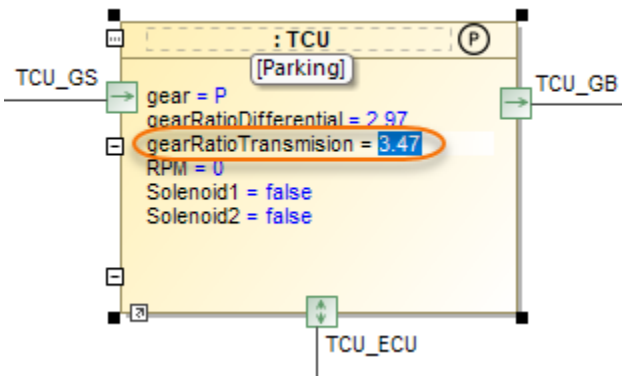 : TCU
P
[Parking]
TCU_GS
TCU_GB
gear = P
gearRatioDifferential = 2.97
gearRatioTransmision = 3.47
RPM = 0
Solenoid1 = false
Solenoid2 = false
TCU_ECU